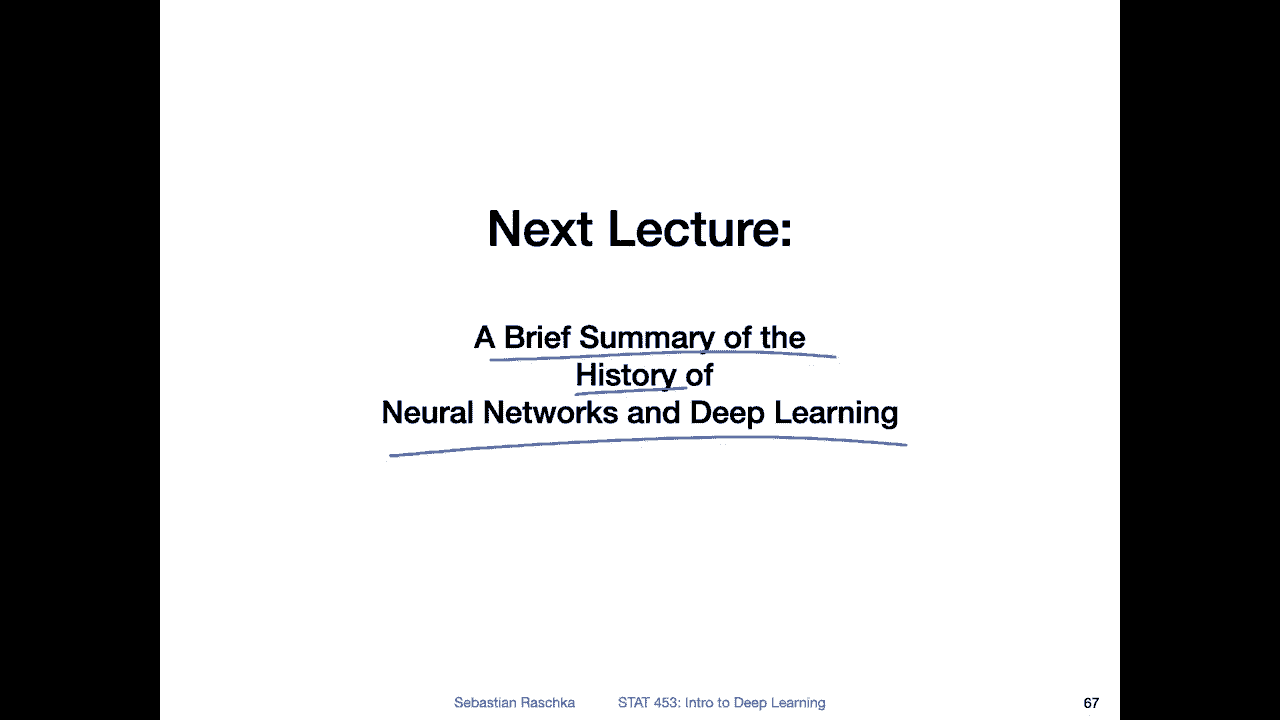 Next Lecture:
A Brief Summary of the
History of
Neural Networks and Deep Learning
Sebastian Raschka STAT 453: Intro to Deep Learning 67